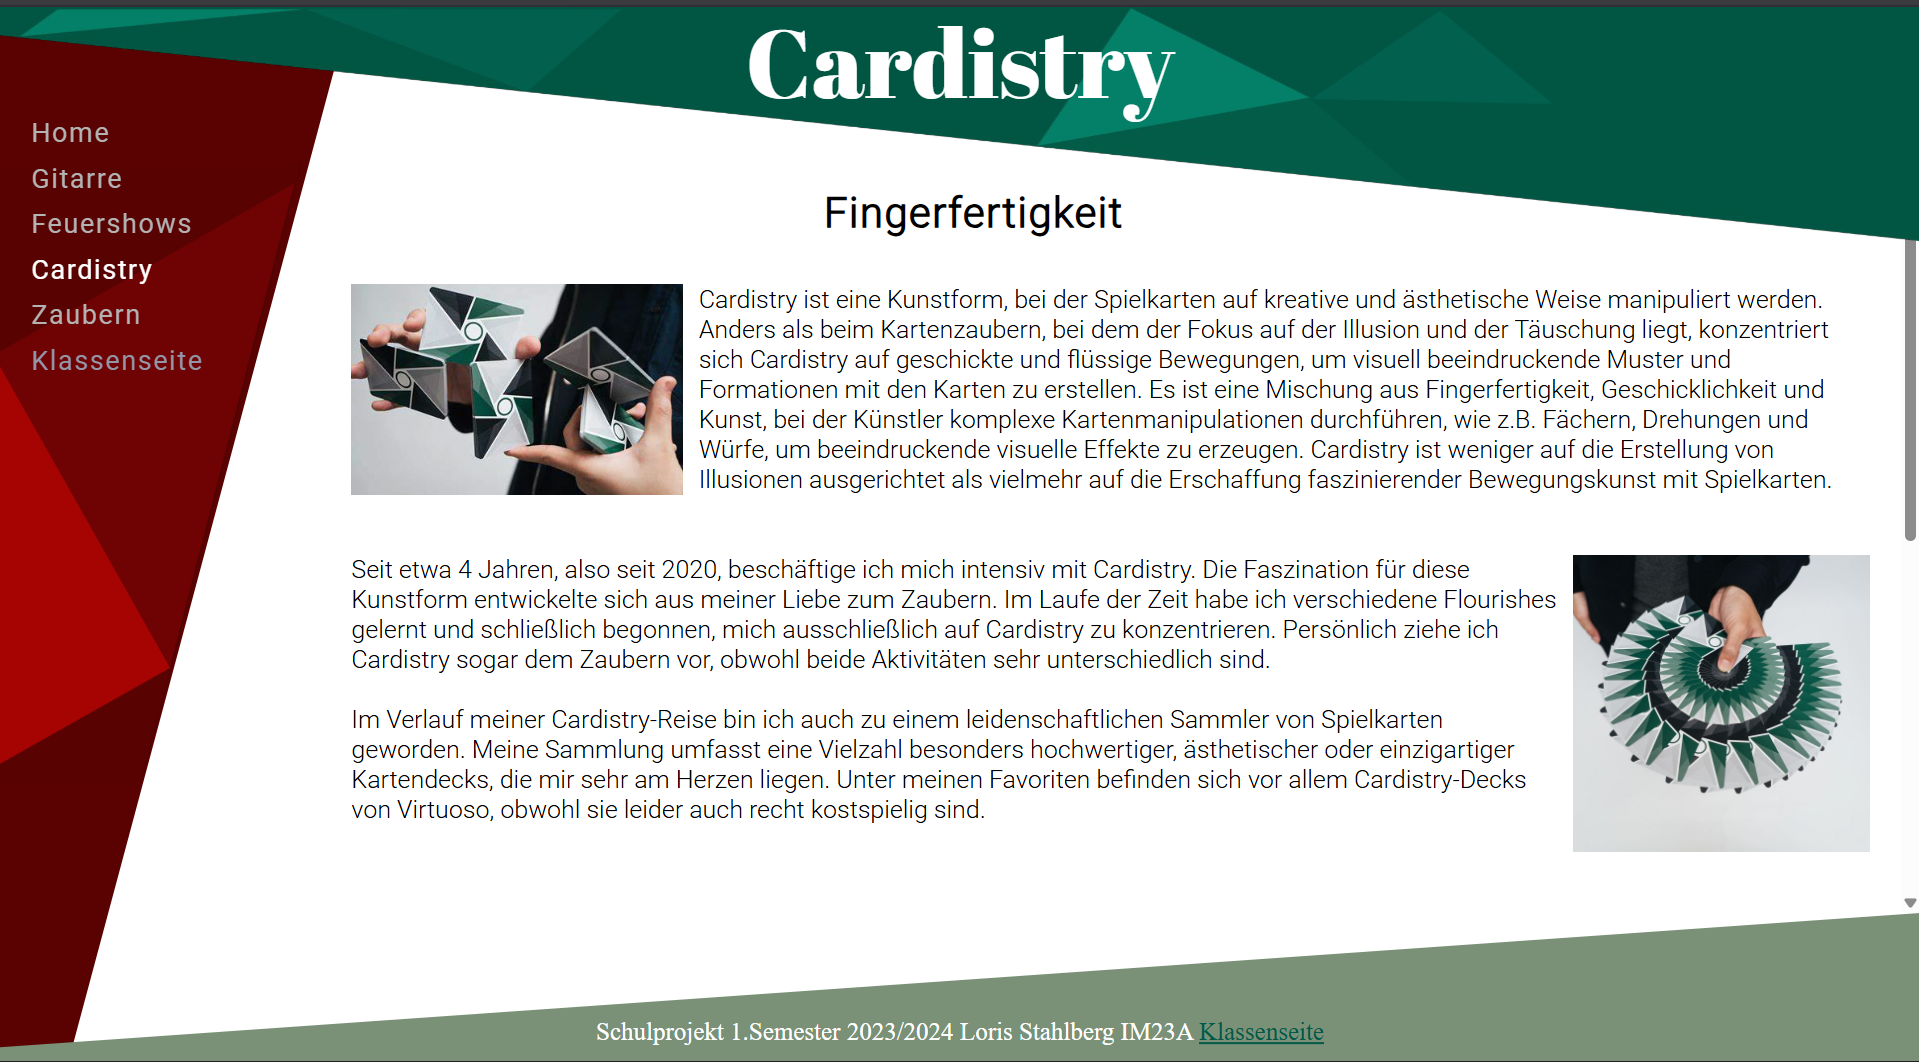 Cardistry
Home
Gitarre
Feuershows
Cardistry
Zaubern
Klassenseite
Fingerfertigkeit
Cardistry ist eine Kunstform, bei der Spielkarten auf kreative und ästhetische Weise manipuliert werden.
Anders als beim Kartenzaubern, bei dem der Fokus auf der Illusion und der Täuschung liegt, konzentriert
sich Cardistry auf geschickte und flüssige Bewegungen, um visuell beeindruckende Muster und
Formationen mit den Karten zu erstellen. Es ist eine Mischung aus Fingerfertigkeit, Geschicklichkeit und
Kunst, bei der Künstler komplexe Kartenmanipulationen durchführen, wie z.B. Fächern, Drehungen und
Würfe, um beeindruckende visuelle Effekte zu erzeugen. Cardistry ist weniger auf die Erstellung von
Illusionen ausgerichtet als vielmehr auf die Erschaffung faszinierender Bewegungskunst mit Spielkarten.
Seit etwa 4 Jahren, also seit 2020, beschäftige ich mich intensiv mit Cardistry. Die Faszination für diese
Kunstform entwickelte sich aus meiner Liebe zum Zaubern. Im Laufe der Zeit habe ich verschiedene Flourishes
gelernt und schließlich begonnen, mich ausschließlich auf Cardistry zu konzentrieren. Persönlich ziehe ich
Cardistry sogar dem Zaubern vor, obwohl beide Aktivitäten sehr unterschiedlich sind.
Im Verlauf meiner Cardistry-Reise bin ich auch zu einem leidenschaftlichen Sammler von Spielkarten
geworden. Meine Sammlung umfasst eine Vielzahl besonders hochwertiger, ästhetischer oder einzigartiger
Kartendecks, die mir sehr am Herzen liegen. Unter meinen Favoriten befinden sich vor allem Cardistry-Decks
von Virtuoso, obwohl sie leider auch recht kostspielig sind.
Schulprojekt 1.Semester 2023/2024 Loris Stahlberg IM23A Klassenseite